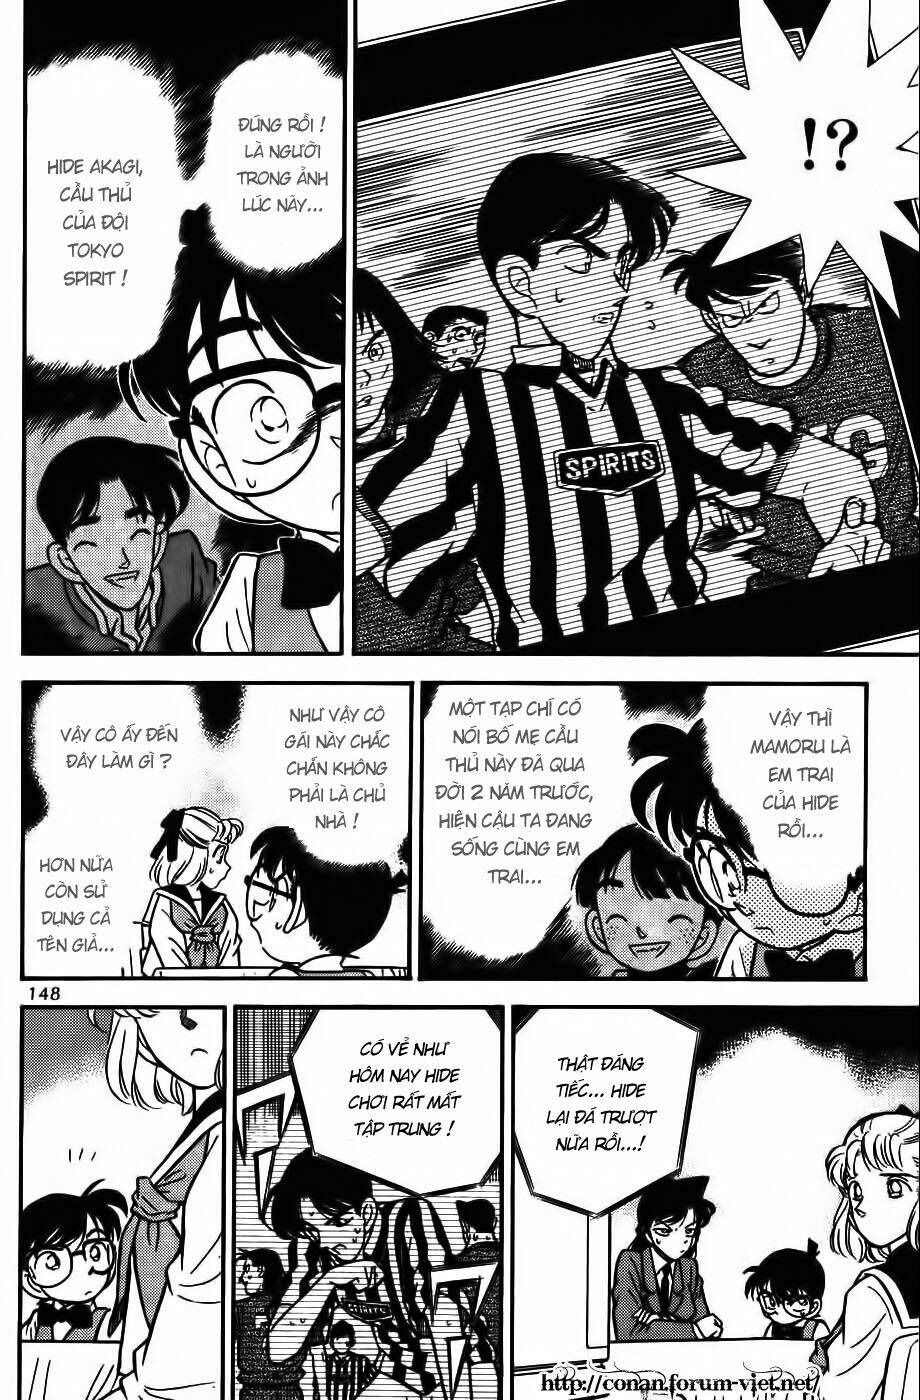 !?
SPIRITS
G
ĐÚNG RỒI !
LÀ NGƯỜI
TRONG ẢNH
LÚC NÀY...
HIDE AKAGI,
CẦU THỦ
CỦA ĐỘI
TOKYO
SPIRIT !
VẬY THÌ
MAMORU LÀ
EM TRAI
CỦA HIDE
RỒI...
MỘT TẠP CHÍ CÓ
NÓI BỐ MẸ CẦU
THỦ NÀY ĐÃ QUA
ĐỜI 2 NĂM TRƯỚC,
HIỆN CẬU TA ĐANG
SỐNG CÙNG EM
TRAI...
NHƯ VẬY CÔ
GÁI NÀY CHẮC
CHẮN KHÔNG
PHẢI LÀ CHỦ
NHÀ !
VẬY CÔ ẤY ĐẾN
ĐÂY LÀM GÌ ?
HƠN NỮA
CÒN SỬ
DỤNG CẢ
TÊN GIẢ...
148
THẬT ĐÁNG
TIẾC... HIDE
LẠI ĐÃ TRƯỢT
NỮA RỒI...!
CÓ VẺ NHƯ
HÔM NAY HIDE
CHƠI RẤT MẤT
TẬP TRUNG !
http://conan.forum-viet.net/